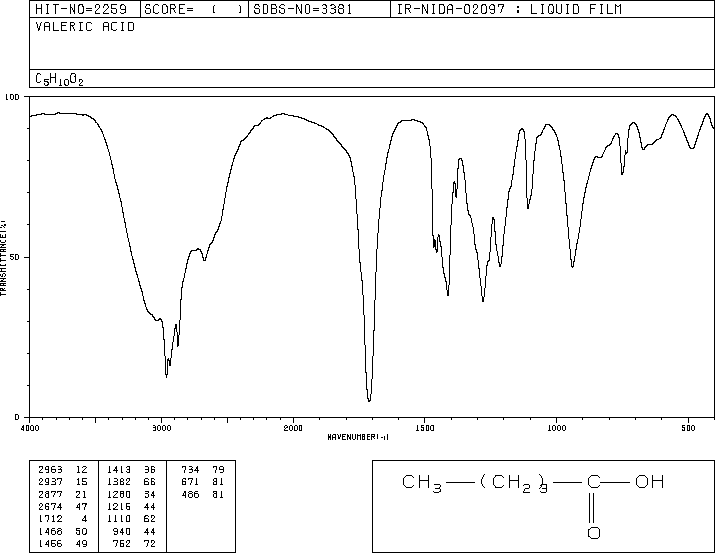 HIT-NO=2259 SCORE= ( ) SDBS-NO=3381 IR-NIDA-02097 : LIQUID FILM
VALERIC ACID
C5H10O2
100
50
0
TRANSMITTANCE(%)
4000 3000 2000 1500 1000 500
WAVENUMBER(-1)
2963 12 1413 36 734 79
2937 15 1382 66 671 81
2877 21 1280 34 486 81
2674 47 1216 44
1712 4 1110 62
1468 50 940 44
1456 49 752 72
CH3—(CH2)3—C—OH
O